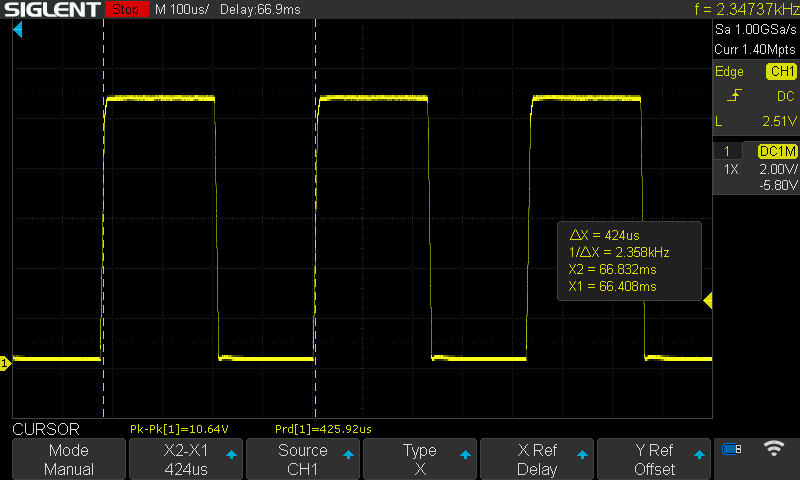 SIGLENT Stop M 100us/ Delay:66.9ms f = 2.34737kHz
Sa 1.00GSa/s
Curr 1.40Mpts
Edge CH1
DC
L 2.51V
1 DC1M
1X 2.00V/
-5.80V
△X = 424us
1/△X = 2.358kHz
X2 = 66.832ms
X1 = 66.408ms
1
CURSOR Pk-Pk[1]=10.64V Prd[1]=425.92us
Mode X2-X1 Source Type X Ref Y Ref
Manual 424us CH1 X Delay Offset